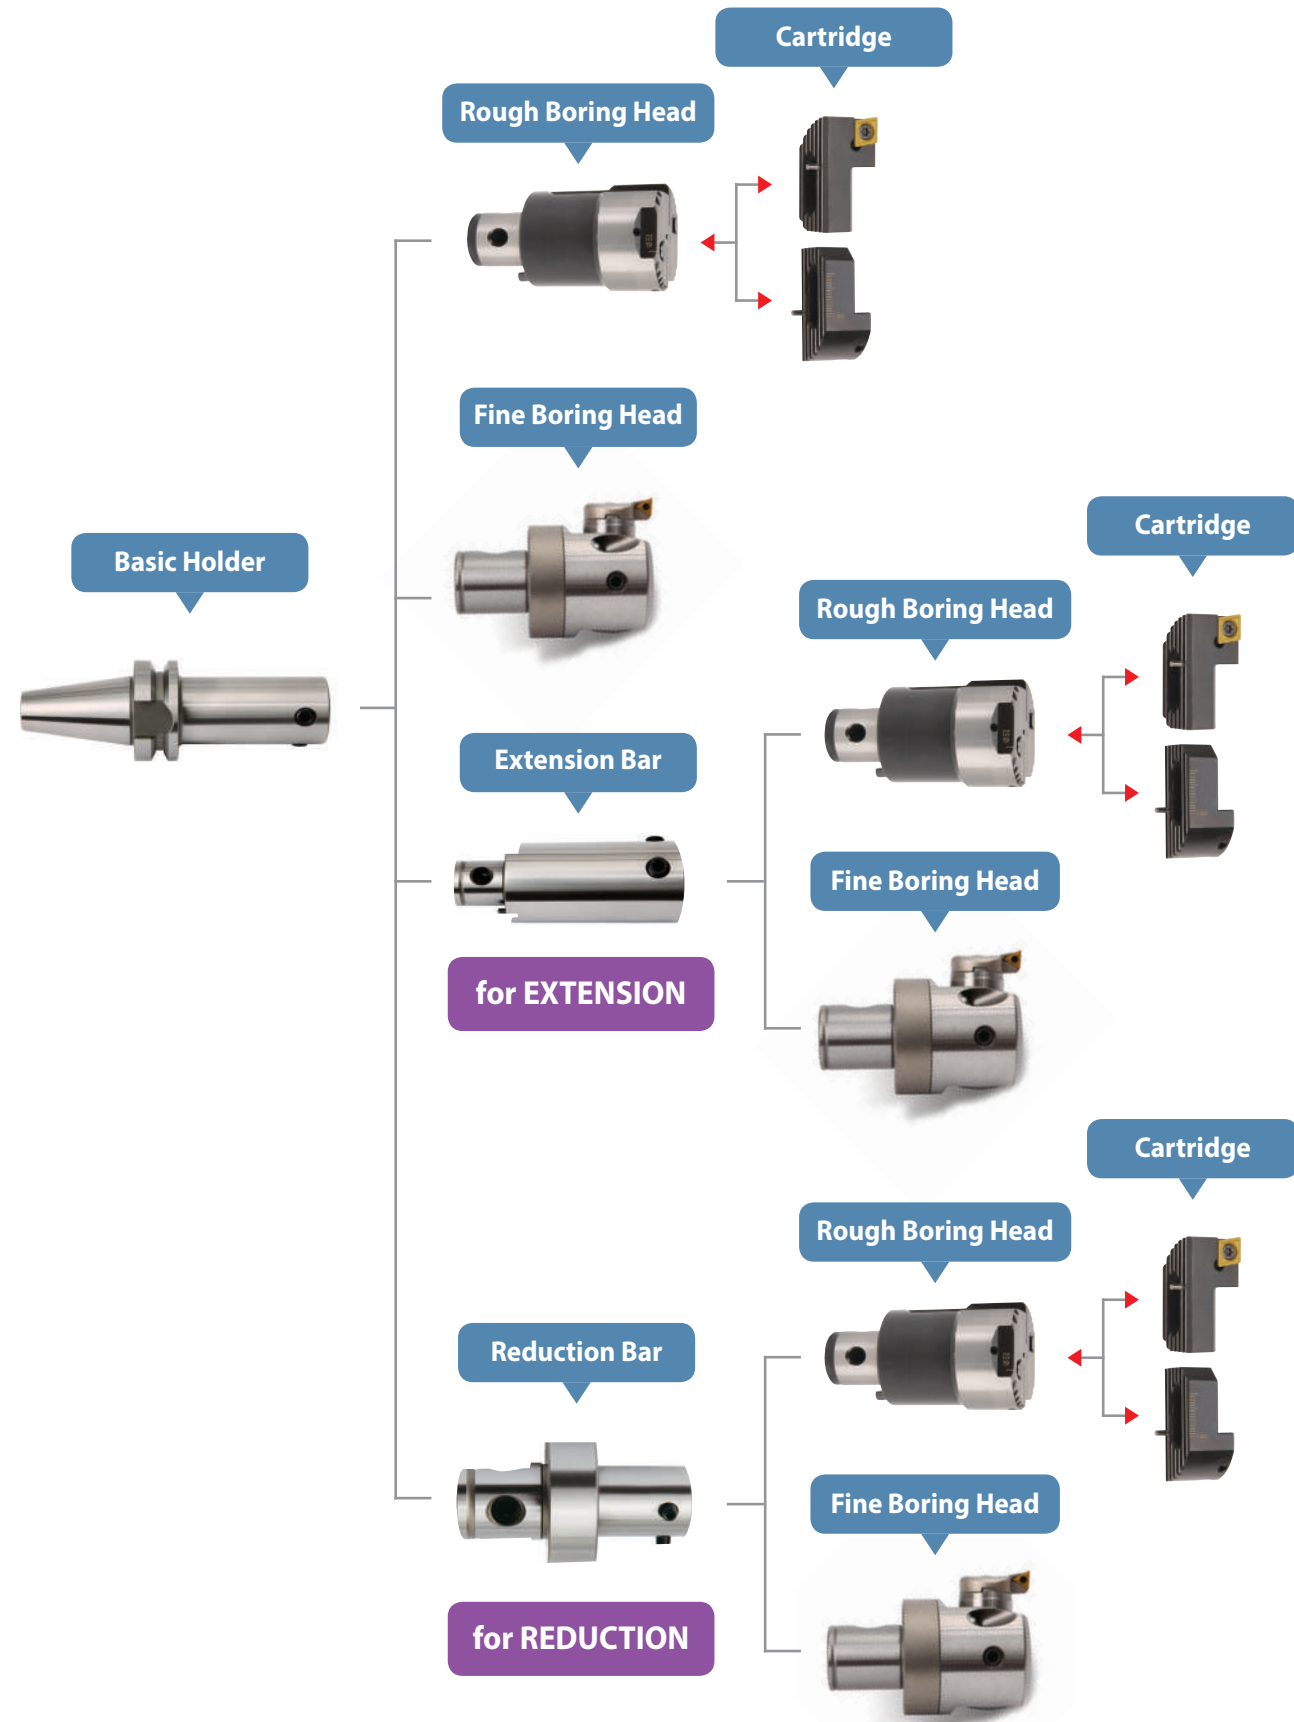 Cartridge
Rough Boring Head
Fine Boring Head
Cartridge
Basic Holder
Rough Boring Head
Extension Bar
Fine Boring Head
for EXTENSION
Cartridge
Rough Boring Head
Reduction Bar
Fine Boring Head
for REDUCTION